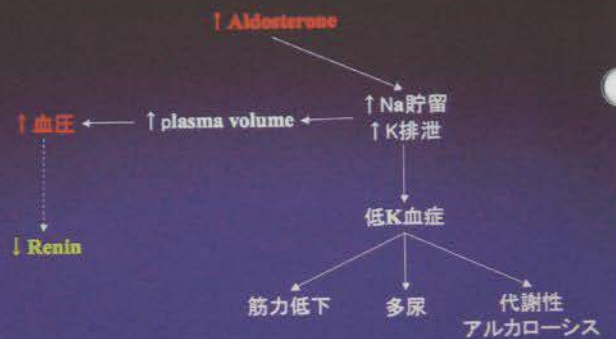 ↑Aldosterone
↑Na貯留
↑K排泄
↑plasma volume
↑血圧
↓Renin
低K血症
筋力低下
多尿
代謝性
アルカローシス